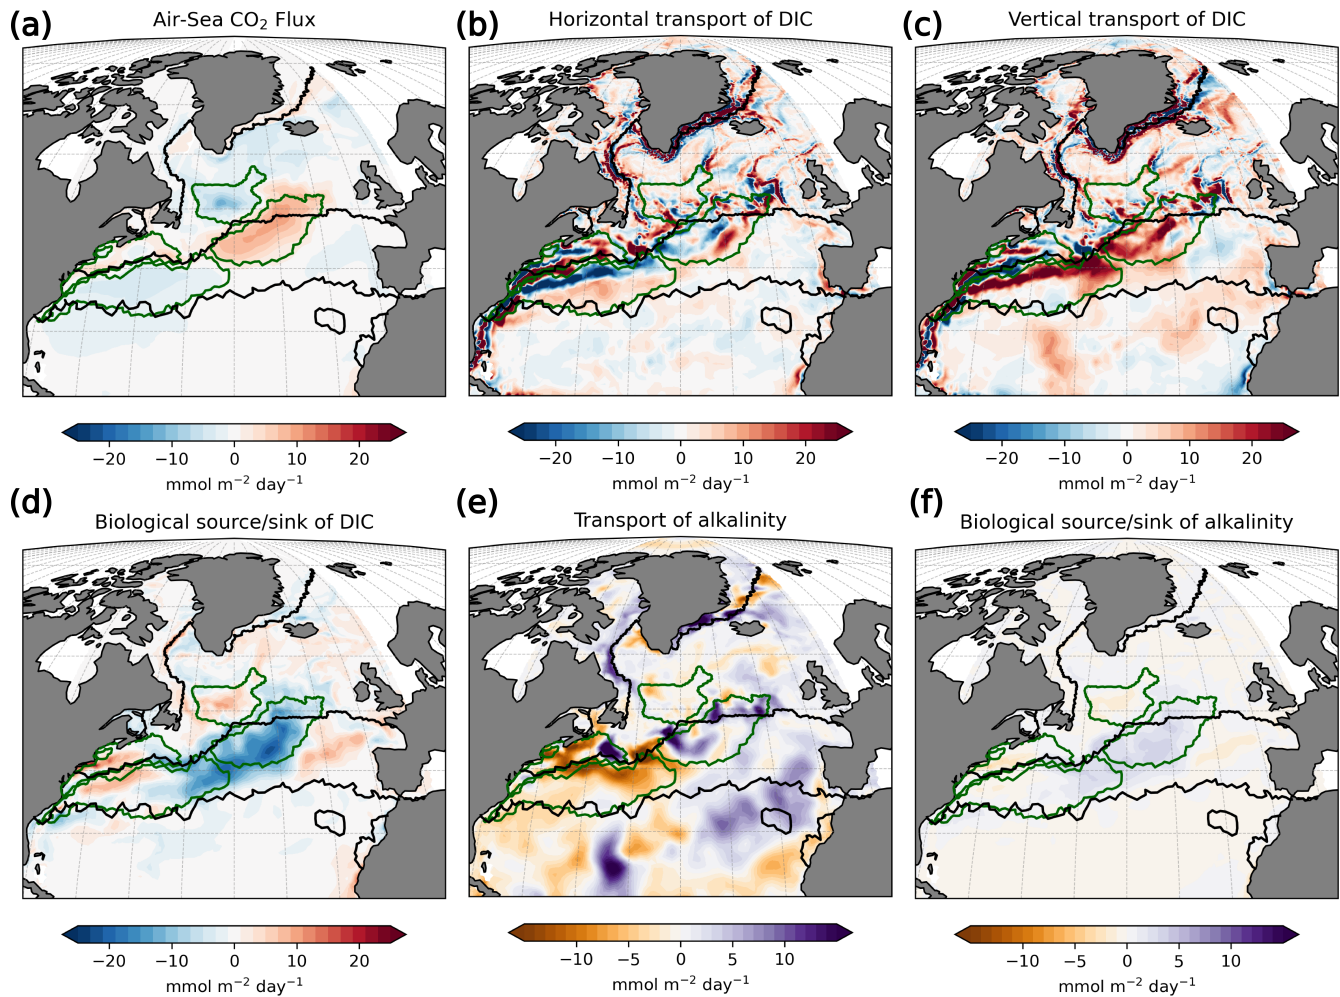 (a) Air-Sea CO₂ Flux
(b) Horizontal transport of DIC
(c) Vertical transport of DIC
−20 −10 0 10 20
mmol m⁻² day⁻¹
−20 −10 0 10 20
mmol m⁻² day⁻¹
−20 −10 0 10 20
mmol m⁻² day⁻¹
(d) Biological source/sink of DIC
(e) Transport of alkalinity
(f) Biological source/sink of alkalinity
−20 −10 0 10 20
mmol m⁻² day⁻¹
−10 −5 0 5 10
mmol m⁻² day⁻¹
−10 −5 0 5 10
mmol m⁻² day⁻¹